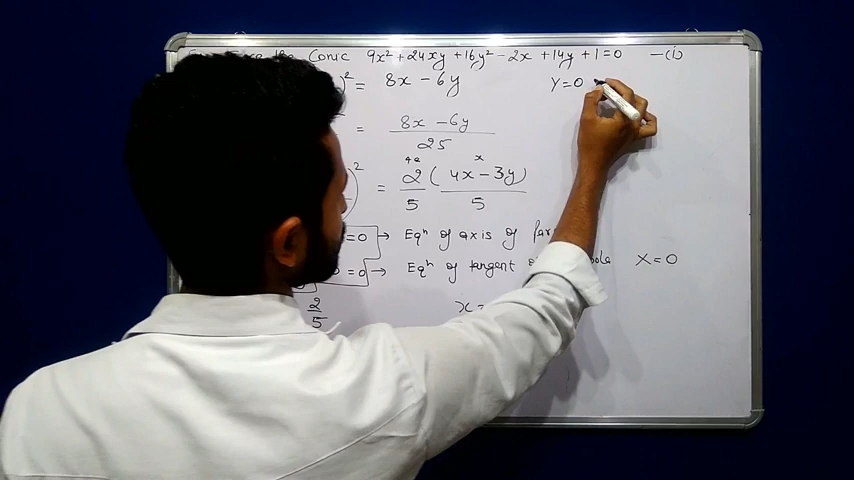 the Conic 9x² + 24xy + 16y² - 2x + 14y + 1 = 0 -(i)
)² = 8x - 6y Y=0
= 8x - 6y
25
4a x
)² = 2 ( 4x - 3y )
5 5
= 0 → Eqⁿ of axis of
= 0 → Eqⁿ of tangent X = 0
2
5 x =